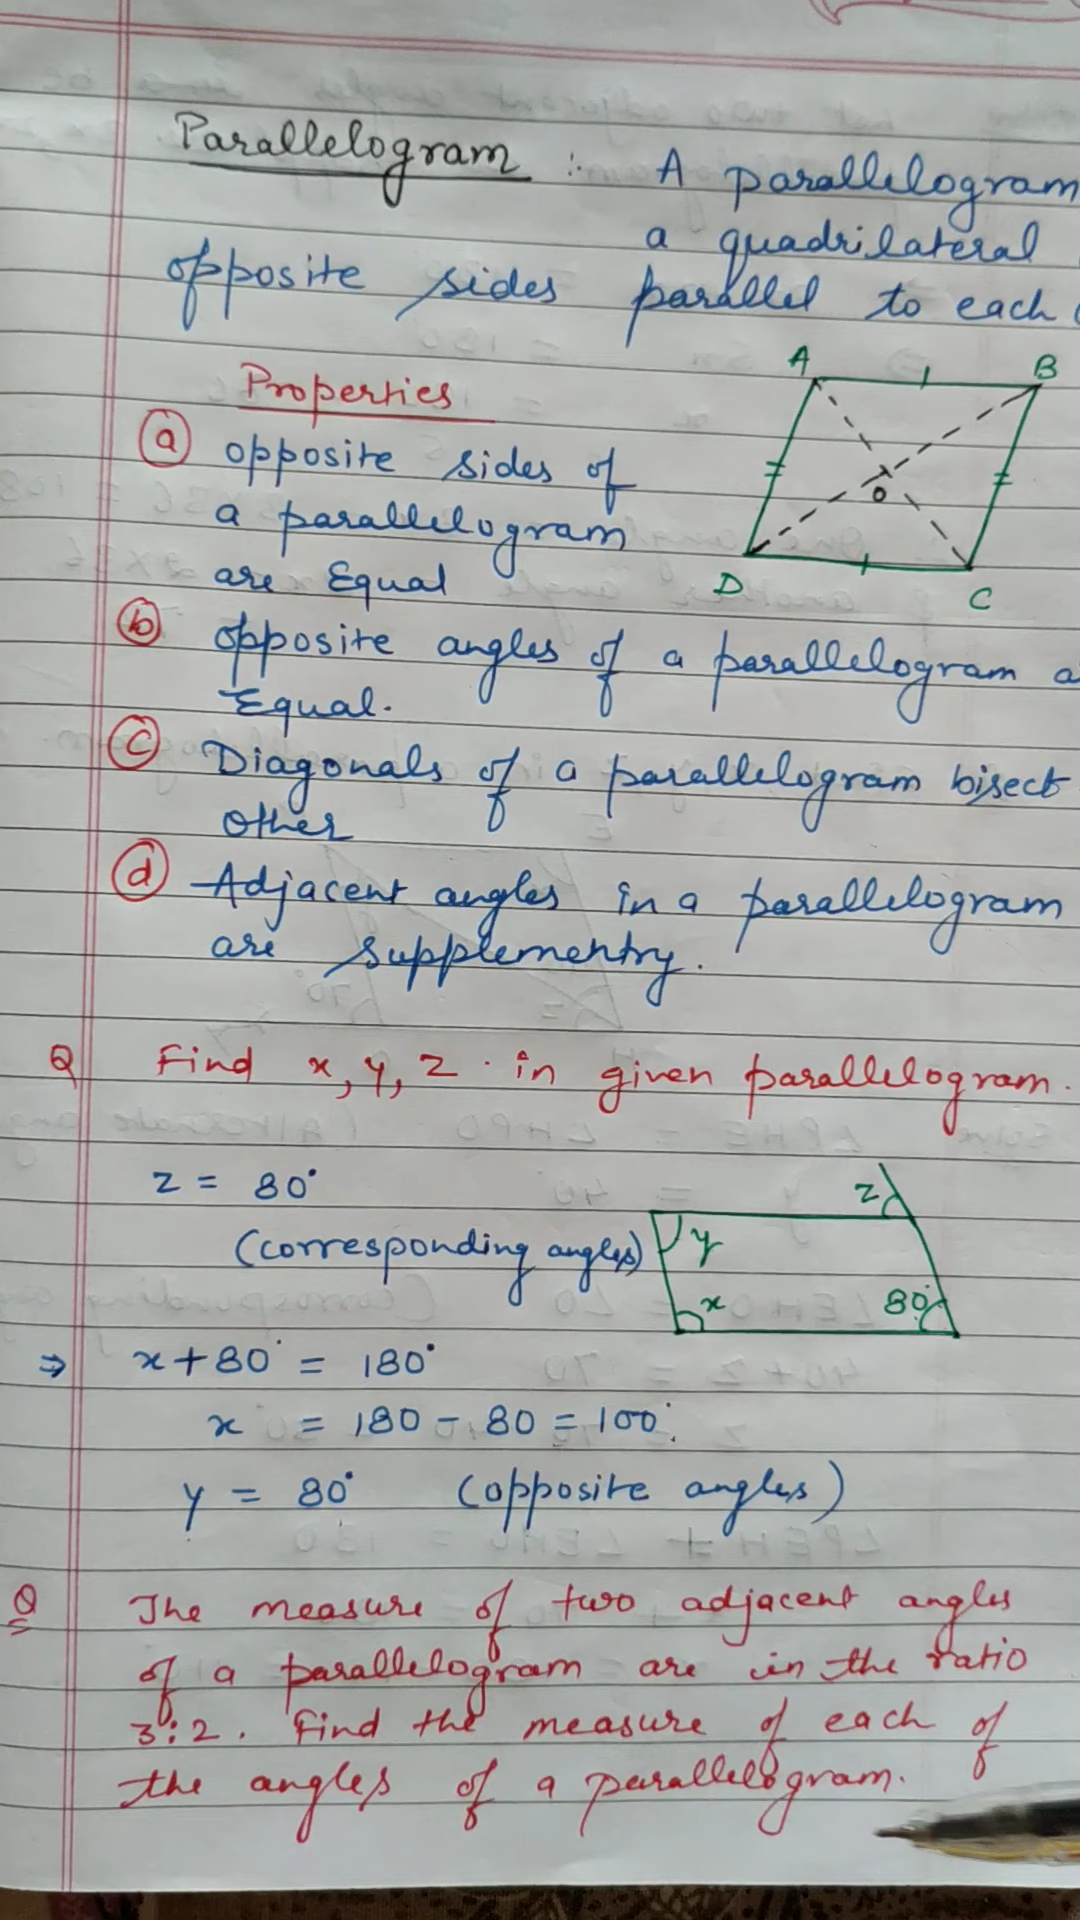 Parallelogram :- A parallelogram
a quadrilateral
opposite sides parallel to each
Properties
A B
(a) opposite sides of
a parallelogram
O
are Equal
D C
(b) opposite angles of a parallelogram a
Equal.
(c) Diagonals of a parallelogram bisect
other
(d) Adjacent angles in a parallelogram
are supplementry.
Q Find x, y, z. in given parallelogram.
z = 80°
z
(corresponding angles)
y
x 80°
⇒ x + 80° = 180°
x = 180 - 80 = 100°.
y = 80° (opposite angles)
Q The measure of two adjacent angles
of a parallelogram are in the ratio
3:2. Find the measure of each of
the angles of a parallelogram.